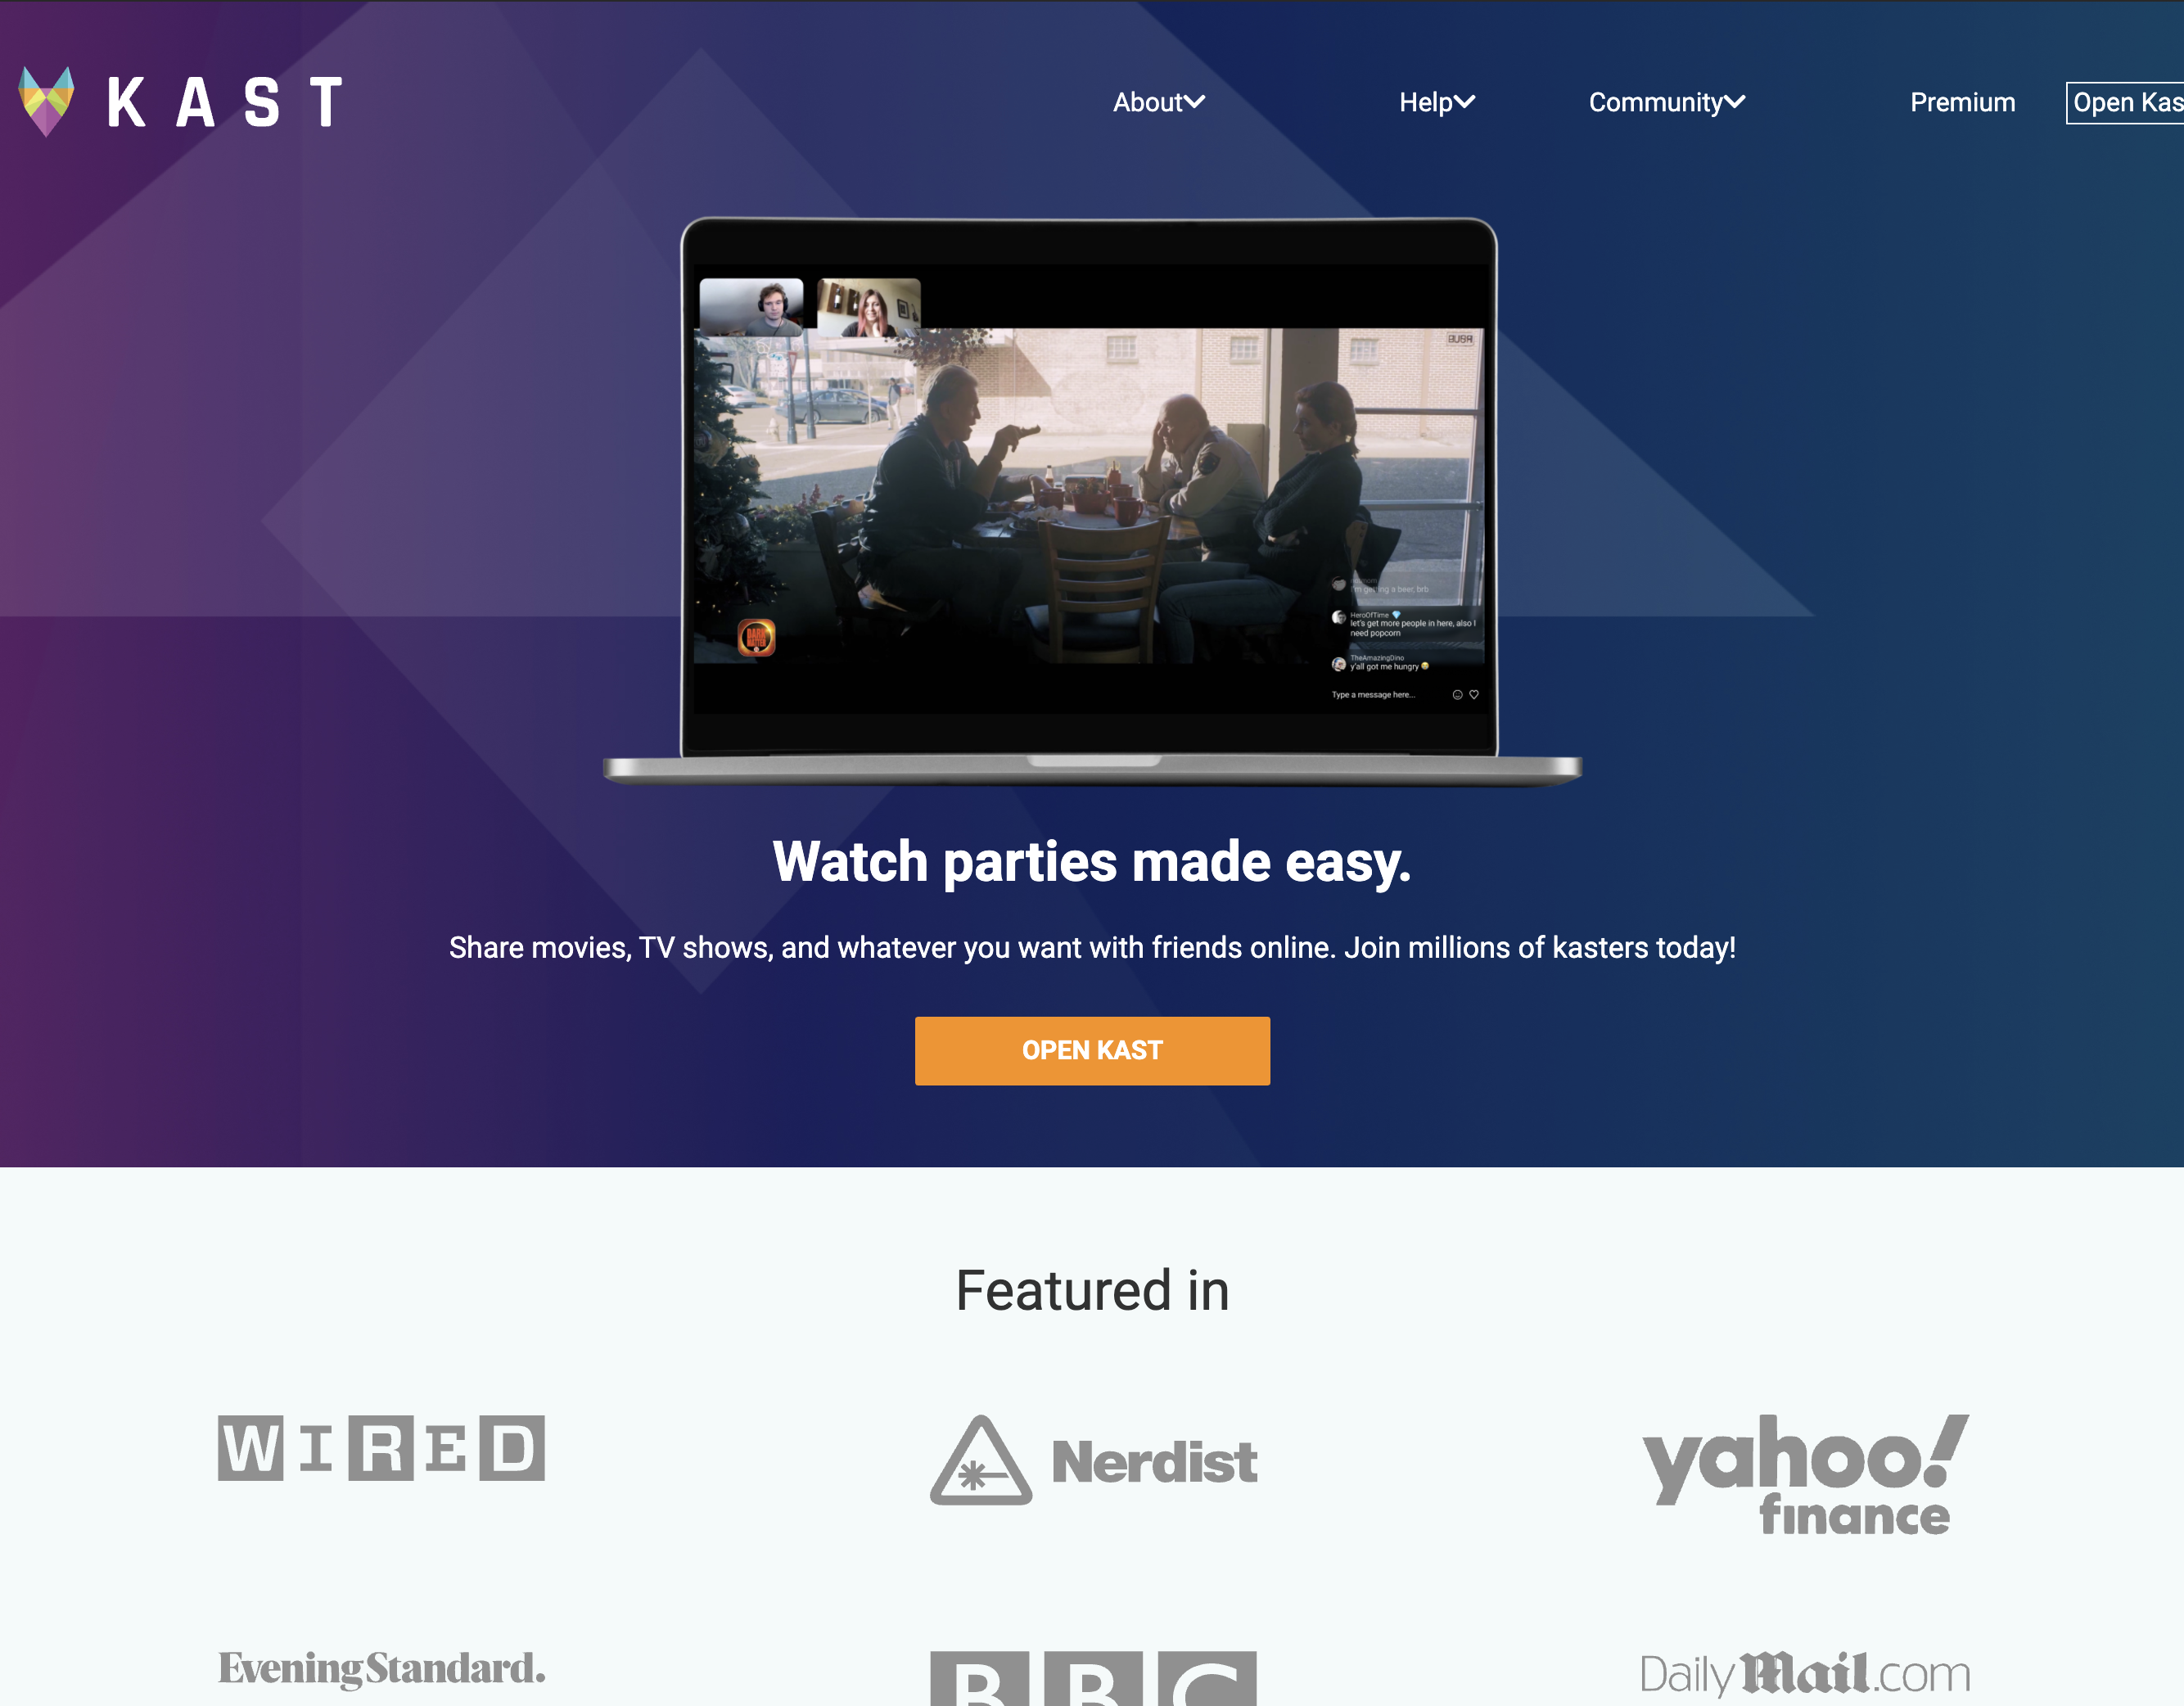 KAST
About
Help
Community
Premium
Open Kas
I'm getting a beer, brb
HeroOfTime
let's get more people in here, also I
need popcorn
TheAmazingDino
y'all got me hungry
Type a message here...
Watch parties made easy.
Share movies, TV shows, and whatever you want with friends online. Join millions of kasters today!
OPEN KAST
Featured in
WIRED
Nerdist
yahoo!
finance
Evening Standard.
BBC
DailyMail.com